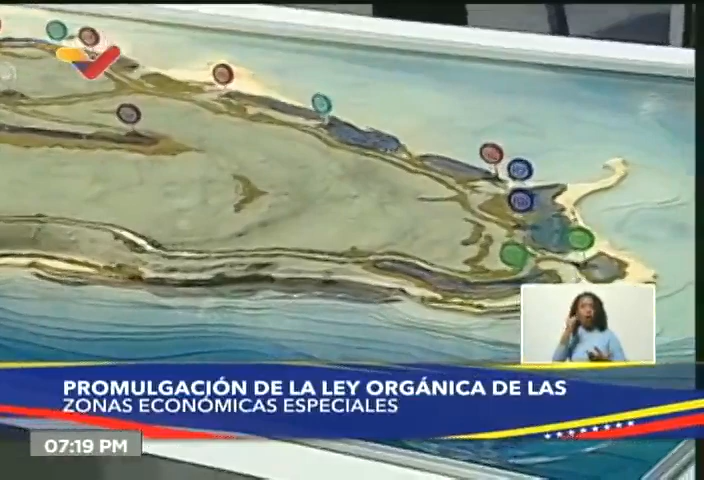 PROMULGACIÓN DE LA LEY ORGÁNICA DE LAS
ZONAS ECONÓMICAS ESPECIALES
07:19 PM